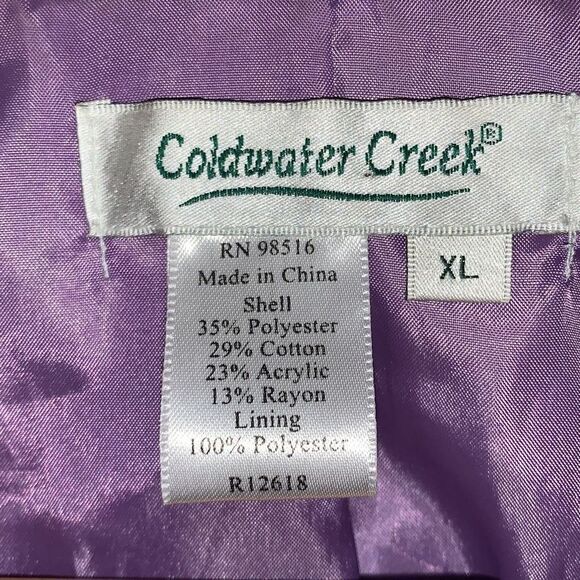 Coldwater Creek®
XL
RN 98516
Made in China
Shell
35% Polyester
29% Cotton
23% Acrylic
13% Rayon
Lining
100% Polyester
R12618